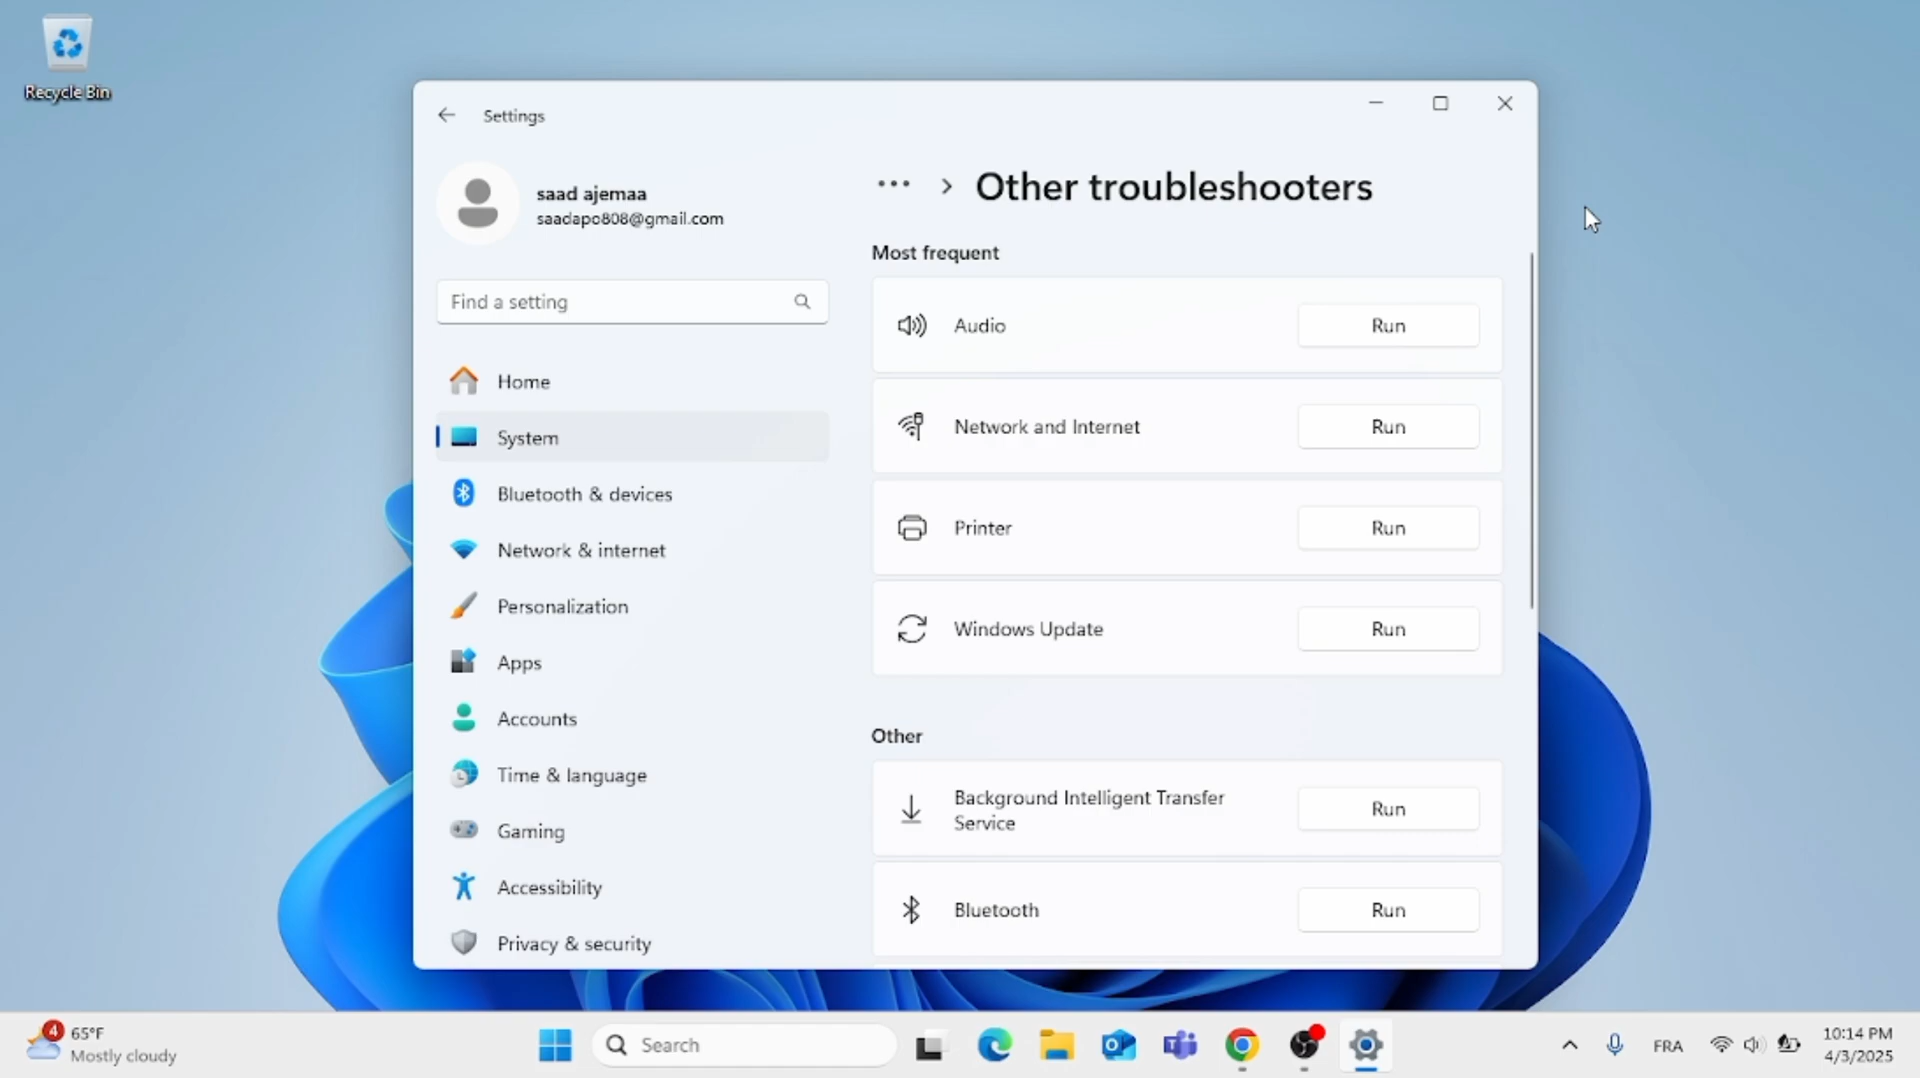 Recycle Bin
Settings
saad ajemaa
saadapo808@gmail.com
Find a setting
Home
System
Bluetooth & devices
Network & internet
Personalization
Apps
Accounts
Time & language
Gaming
Accessibility
Privacy & security
Other troubleshooters
Most frequent
Audio Run
Network and Internet Run
Printer Run
Windows Update Run
Other
Background Intelligent Transfer
Service Run
Bluetooth Run
4
65°F
Mostly cloudy
Search
FRA
10:14 PM
4/3/2025